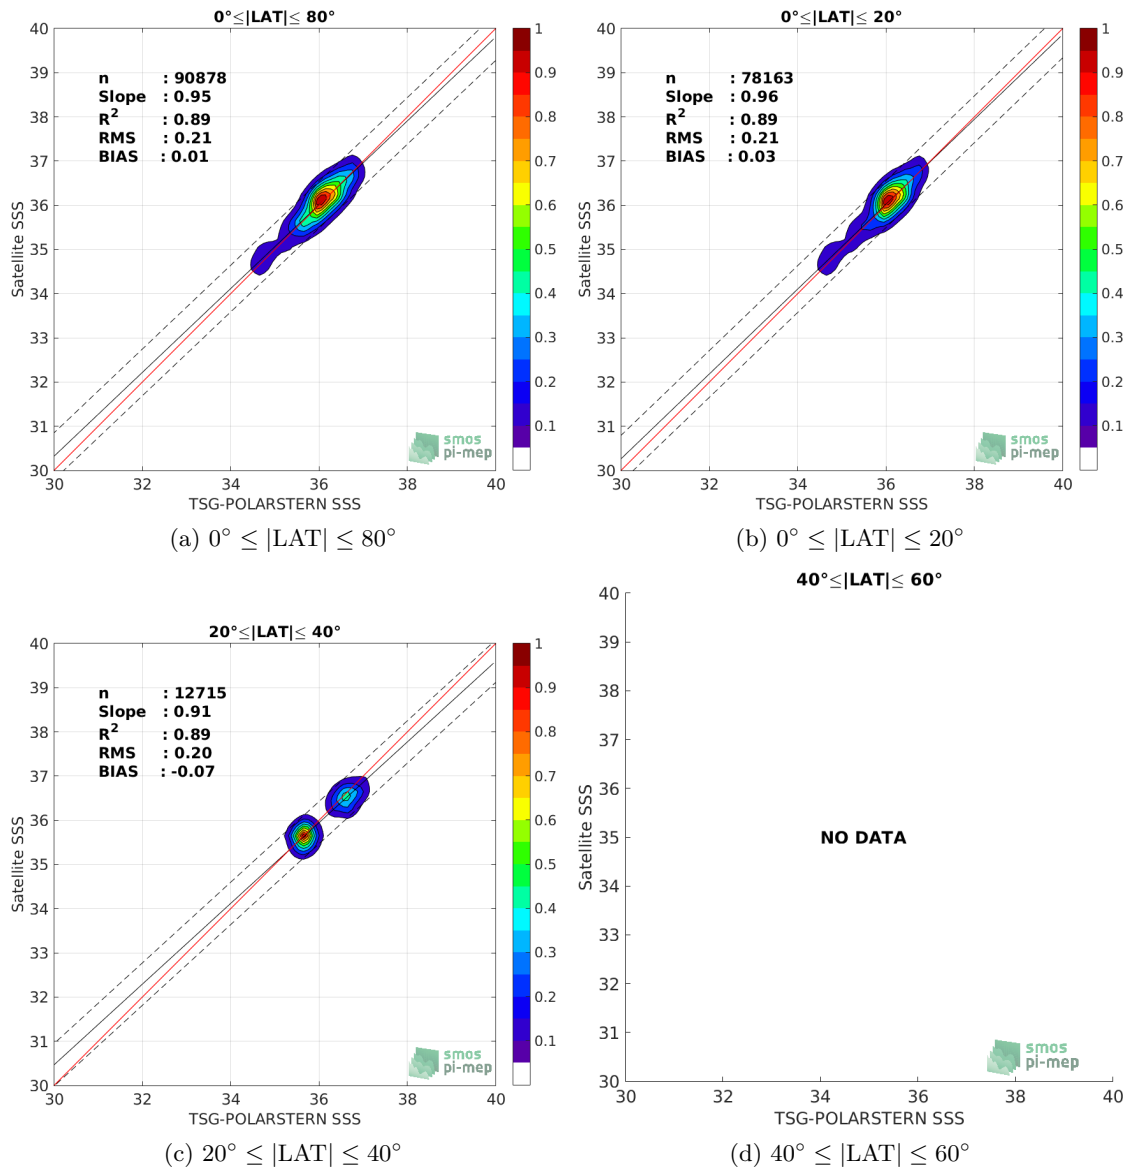 0°≤|LAT|≤ 80°
n : 90878
Slope : 0.95
R² : 0.89
RMS : 0.21
BIAS : 0.01
40
39
38
37
36
35
34
33
32
31
30
Satellite SSS
30 32 34 36 38 40
TSG-POLARSTERN SSS
1
0.9
0.8
0.7
0.6
0.5
0.4
0.3
0.2
0.1
smos
pi-mep
(a) 0° ≤ |LAT| ≤ 80°
0°≤|LAT|≤ 20°
n : 78163
Slope : 0.96
R² : 0.89
RMS : 0.21
BIAS : 0.03
40
39
38
37
36
35
34
33
32
31
30
Satellite SSS
30 32 34 36 38 40
TSG-POLARSTERN SSS
1
0.9
0.8
0.7
0.6
0.5
0.4
0.3
0.2
0.1
smos
pi-mep
(b) 0° ≤ |LAT| ≤ 20°
20°≤|LAT|≤ 40°
n : 12715
Slope : 0.91
R² : 0.89
RMS : 0.20
BIAS : -0.07
40
39
38
37
36
35
34
33
32
31
30
Satellite SSS
30 32 34 36 38 40
TSG-POLARSTERN SSS
1
0.9
0.8
0.7
0.6
0.5
0.4
0.3
0.2
0.1
smos
pi-mep
(c) 20° ≤ |LAT| ≤ 40°
40°≤|LAT|≤ 60°
40
39
38
37
36
35
34
33
32
31
30
Satellite SSS
NO DATA
30 32 34 36 38 40
TSG-POLARSTERN SSS
smos
pi-mep
(d) 40° ≤ |LAT| ≤ 60°